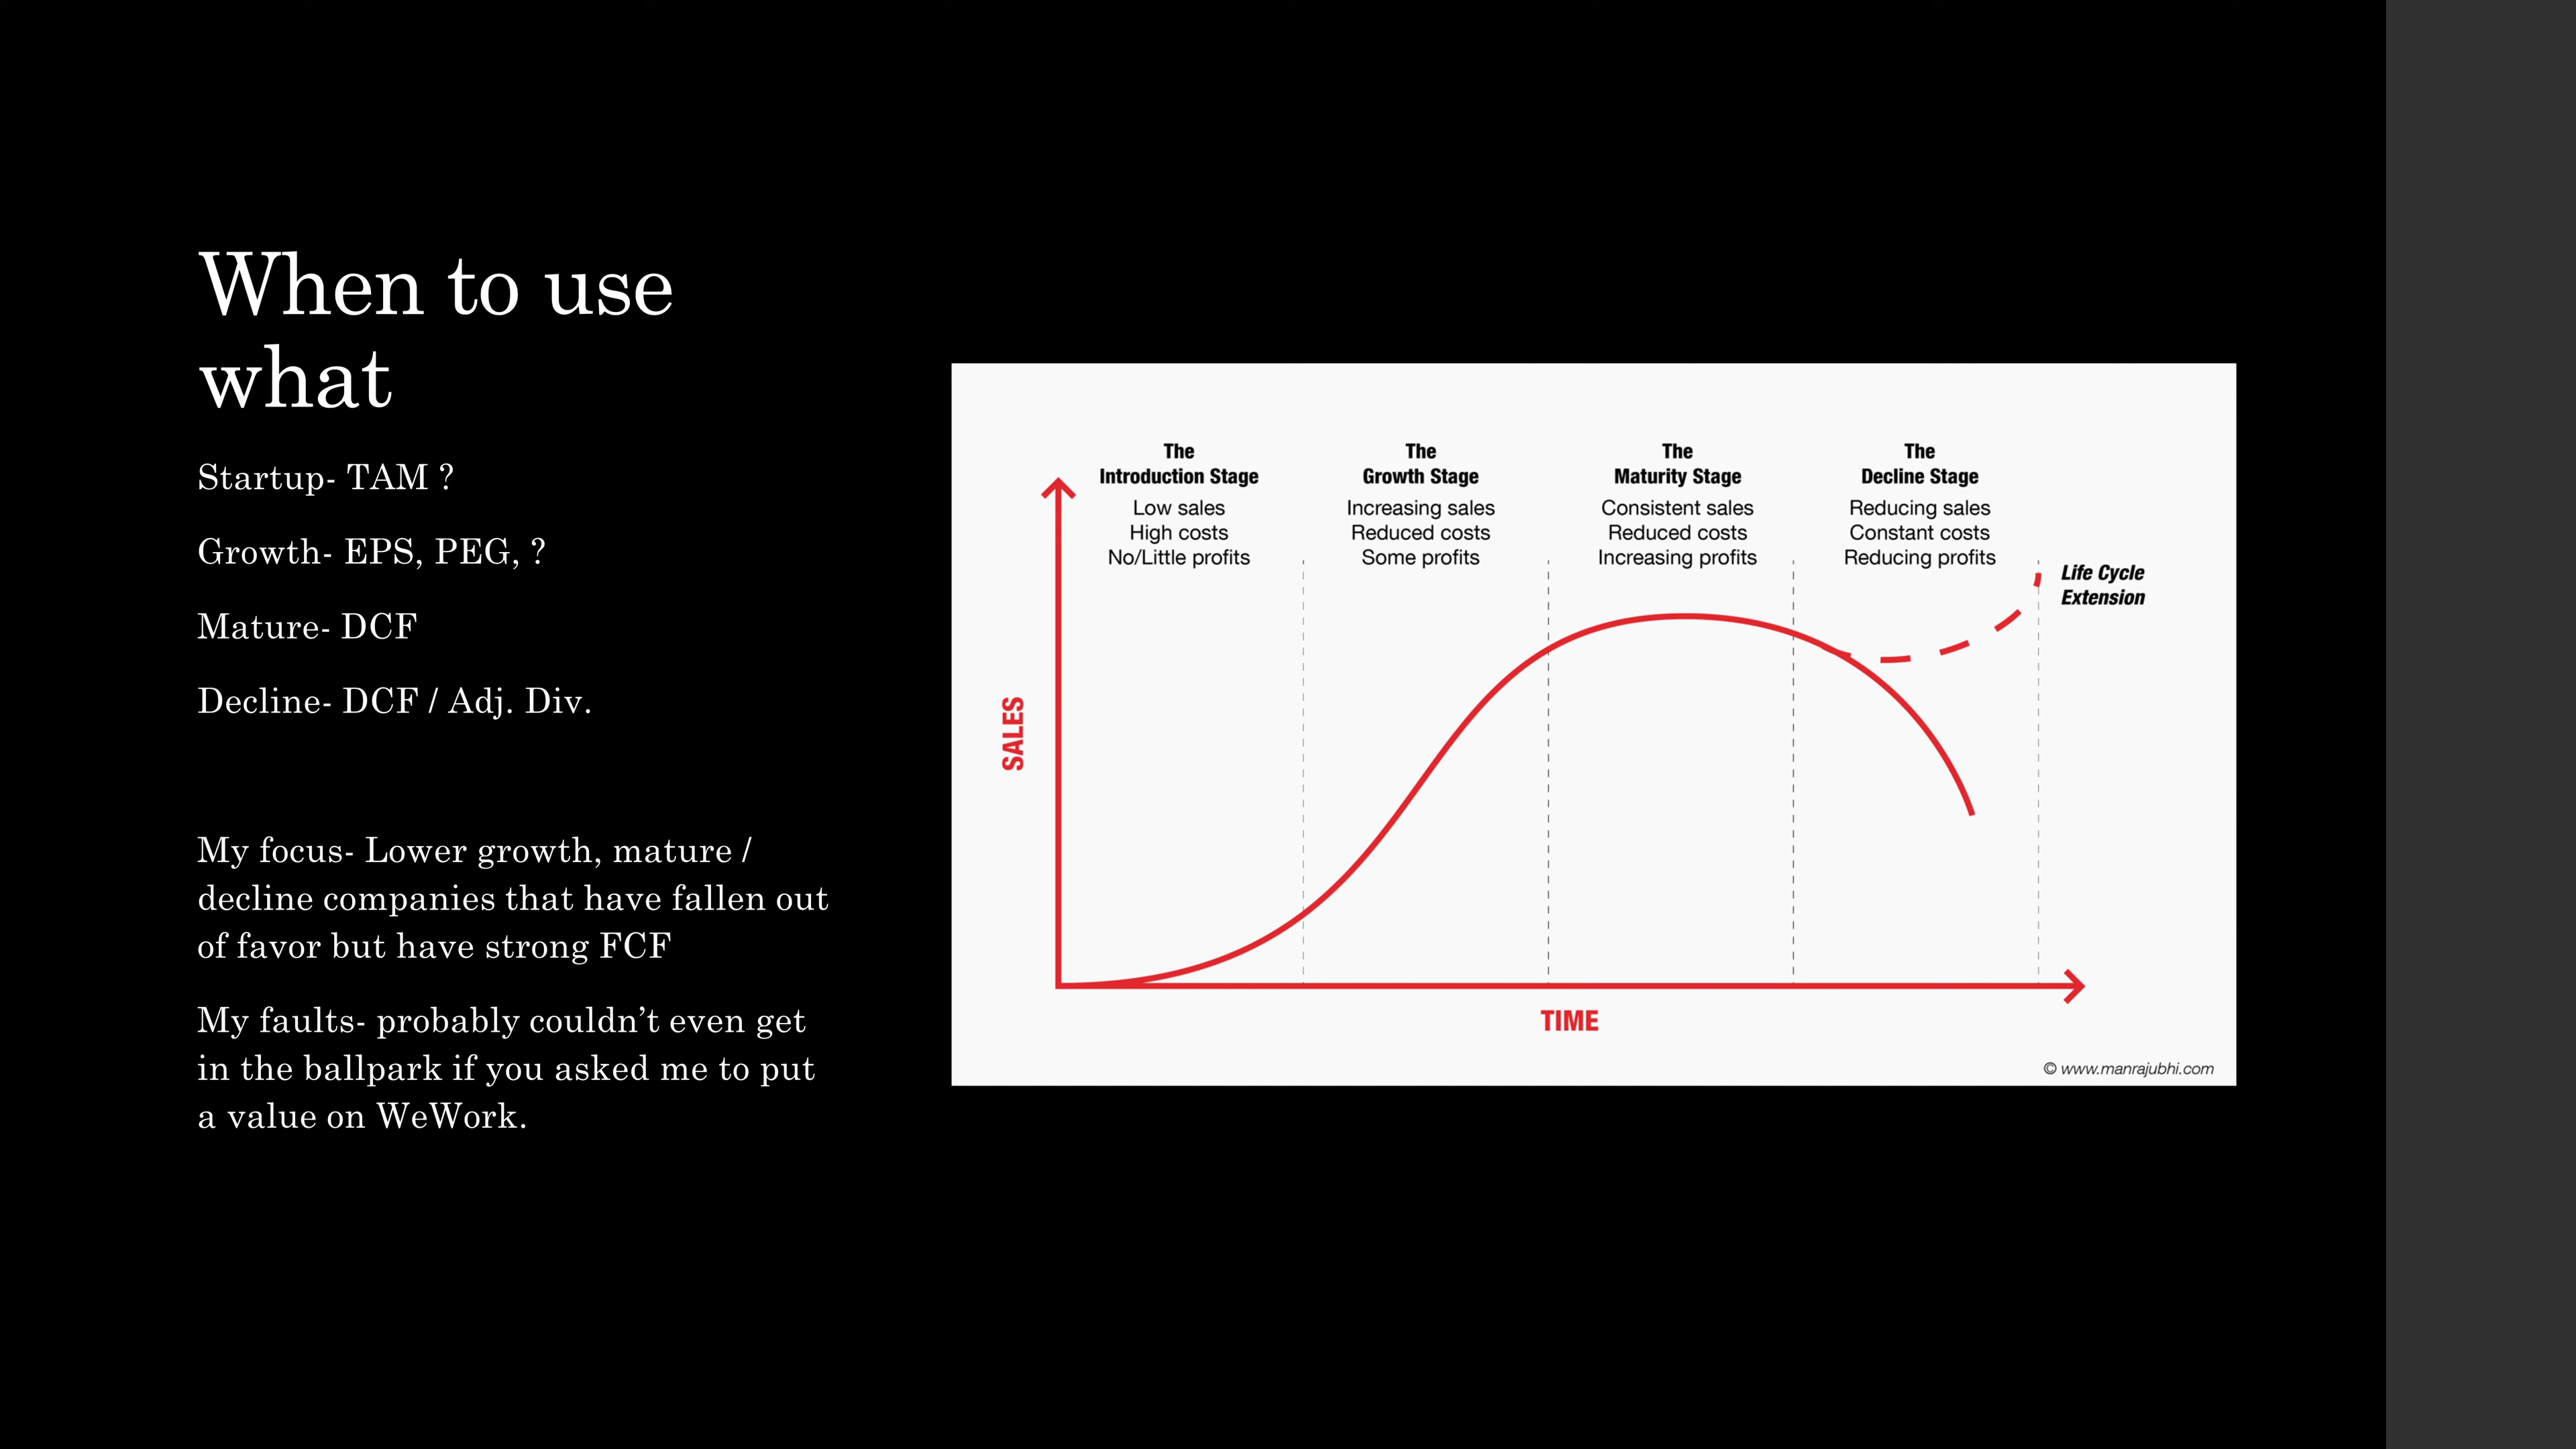 When to use
what
Startup- TAM ?
Growth- EPS, PEG, ?
Mature- DCF
Decline- DCF / Adj. Div.
My focus- Lower growth, mature /
decline companies that have fallen out
of favor but have strong FCF
My faults- probably couldn’t even get
in the ballpark if you asked me to put
a value on WeWork.
The
Introduction Stage
Low sales
High costs
No/Little profits
The
Growth Stage
Increasing sales
Reduced costs
Some profits
The
Maturity Stage
Consistent sales
Reduced costs
Increasing profits
The
Decline Stage
Reducing sales
Constant costs
Reducing profits
Life Cycle
Extension
SALES
TIME
© www.manrajubhi.com